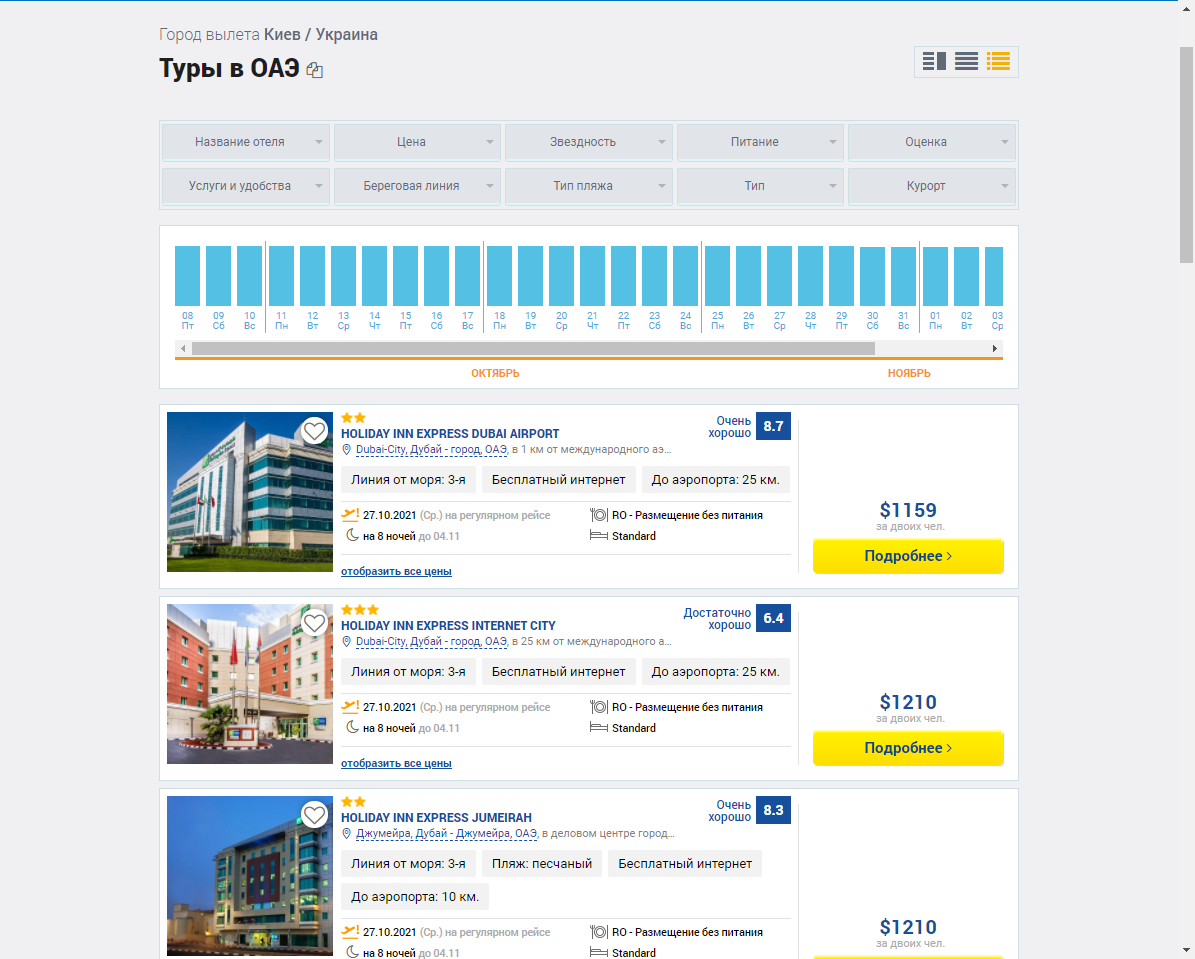 Город вылета Киев / Украина
Туры в ОАЭ
Название отеля Цена Звездность Питание Оценка
Услуги и удобства Береговая линия Тип пляжа Тип Курорт
08 09 10 11 12 13 14 15 16 17 18 19 20 21 22 23 24 25 26 27 28 29 30 31 01 02 03
Пт Сб Вс Пн Вт Ср Чт Пт Сб Вс Пн Вт Ср Чт Пт Сб Вс Пн Вт Ср Чт Пт Сб Вс Пн Вт Ср
ОКТЯБРЬ НОЯБРЬ
HOLIDAY INN EXPRESS DUBAI AIRPORT
Dubai-City, Дубай - город, ОАЭ, в 1 км от международного аэ...
Очень
хорошо
8.7
Линия от моря: 3-я Бесплатный интернет До аэропорта: 25 км.
27.10.2021 (Ср.) на регулярном рейсе RO - Размещение без питания
на 8 ночей до 04.11 Standard
отобразить все цены
$1159
за двоих чел.
Подробнее
HOLIDAY INN EXPRESS INTERNET CITY
Dubai-City, Дубай - город, ОАЭ, в 25 км от международного а...
Достаточно
хорошо
6.4
Линия от моря: 3-я Бесплатный интернет До аэропорта: 25 км.
27.10.2021 (Ср.) на регулярном рейсе RO - Размещение без питания
на 8 ночей до 04.11 Standard
отобразить все цены
$1210
за двоих чел.
Подробнее
HOLIDAY INN EXPRESS JUMEIRAH
Джумейра, Дубай - Джумейра, ОАЭ, в деловом центре город...
Очень
хорошо
8.3
Линия от моря: 3-я Пляж: песчаный Бесплатный интернет
До аэропорта: 10 км.
27.10.2021 (Ср.) на регулярном рейсе RO - Размещение без питания
на 8 ночей до 04.11 Standard
$1210
за двоих чел.